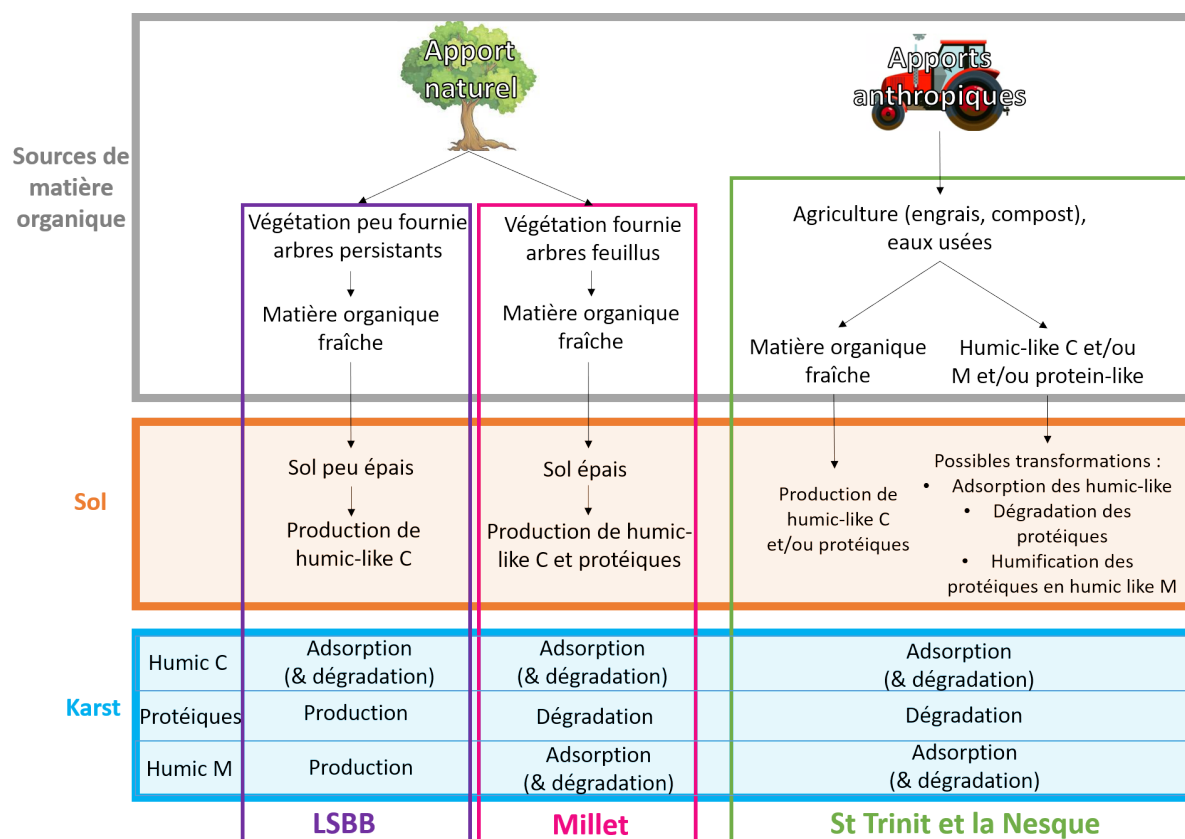 Apport
naturel
Apports
anthropiques
Sources de
matière
organique
Végétation peu fournie
arbres persistants
Matière organique
fraîche
Végétation fournie
arbres feuillus
Matière organique
fraîche
Agriculture (engrais, compost),
eaux usées
Matière organique
fraîche
Humic-like C et/ou
M et/ou protein-like
Sol
Sol peu épais
Production de
humic-like C
Sol épais
Production de humic-
like C et protéiques
Production de
humic-like C
et/ou protéiques
Possibles transformations :
• Adsorption des humic-like
• Dégradation des
protéiques
• Humification des
protéiques en humic like M
Karst
Humic C
Adsorption
(& dégradation)
Adsorption
(& dégradation)
Adsorption
(& dégradation)
Protéiques
Production
Dégradation
Dégradation
Humic M
Production
Adsorption
(& dégradation)
Adsorption
(& dégradation)
LSBB
Millet
St Trinit et la Nesque